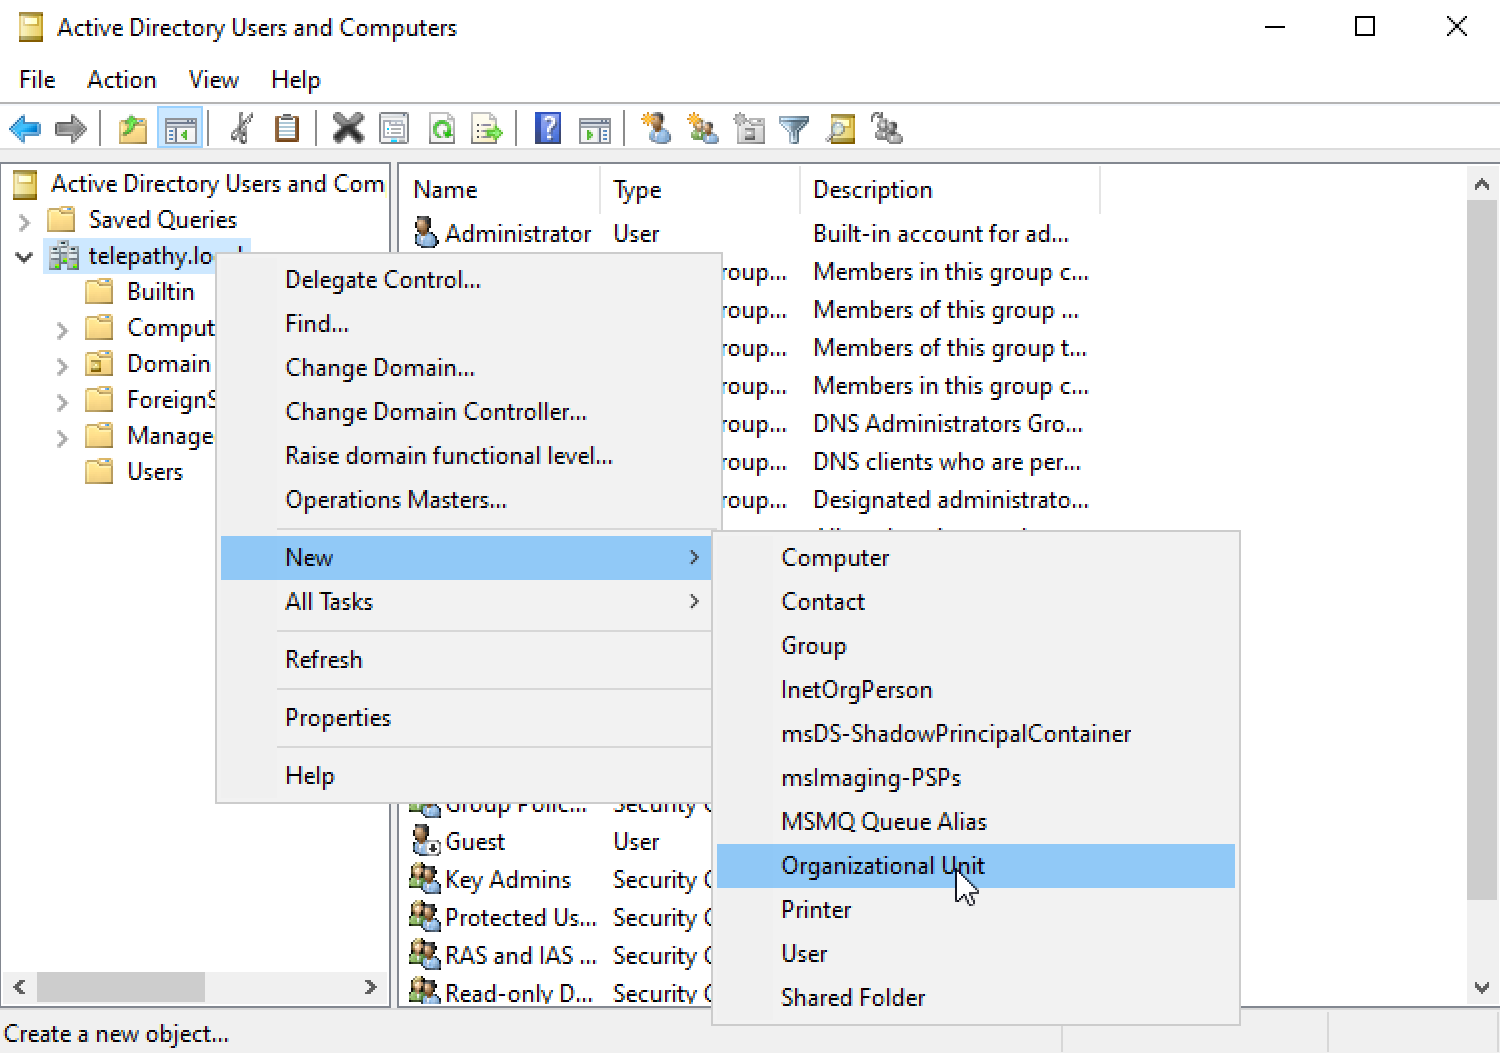 Active Directory Users and Computers
File Action View Help
Active Directory Users and Com
Saved Queries
telepathy.lo
Builtin
Comput
Domain
ForeignS
Manage
Users
Name Type Description
Administrator User Built-in account for ad...
roup... Members in this group c...
roup... Members of this group ...
roup... Members of this group t...
roup... Members in this group c...
roup... DNS Administrators Gro...
roup... DNS clients who are per...
roup... Designated administrato...
Delegate Control...
Find...
Change Domain...
Change Domain Controller...
Raise domain functional level...
Operations Masters...
New
All Tasks
Refresh
Properties
Help
Computer
Contact
Group
InetOrgPerson
msDS-ShadowPrincipalContainer
msImaging-PSPs
MSMQ Queue Alias
Organizational Unit
Printer
User
Shared Folder
Group Polic... Security G
Guest User
Key Admins Security G
Protected Us... Security G
RAS and IAS ... Security G
Read-only D... Security G
Create a new object...